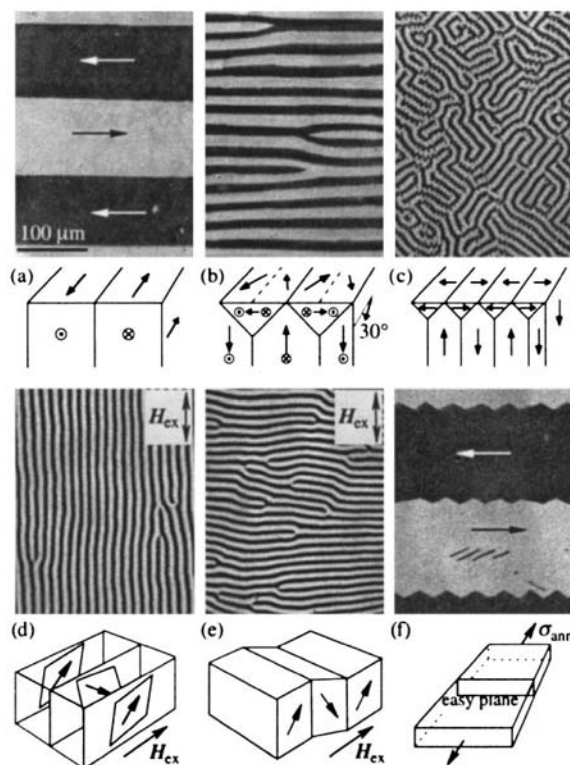 100 μm
(a)
(b)
(c)
30°
H_ex
H_ex
(d)
(e)
(f)
σ_ann
easy plane
H_ex
H_ex